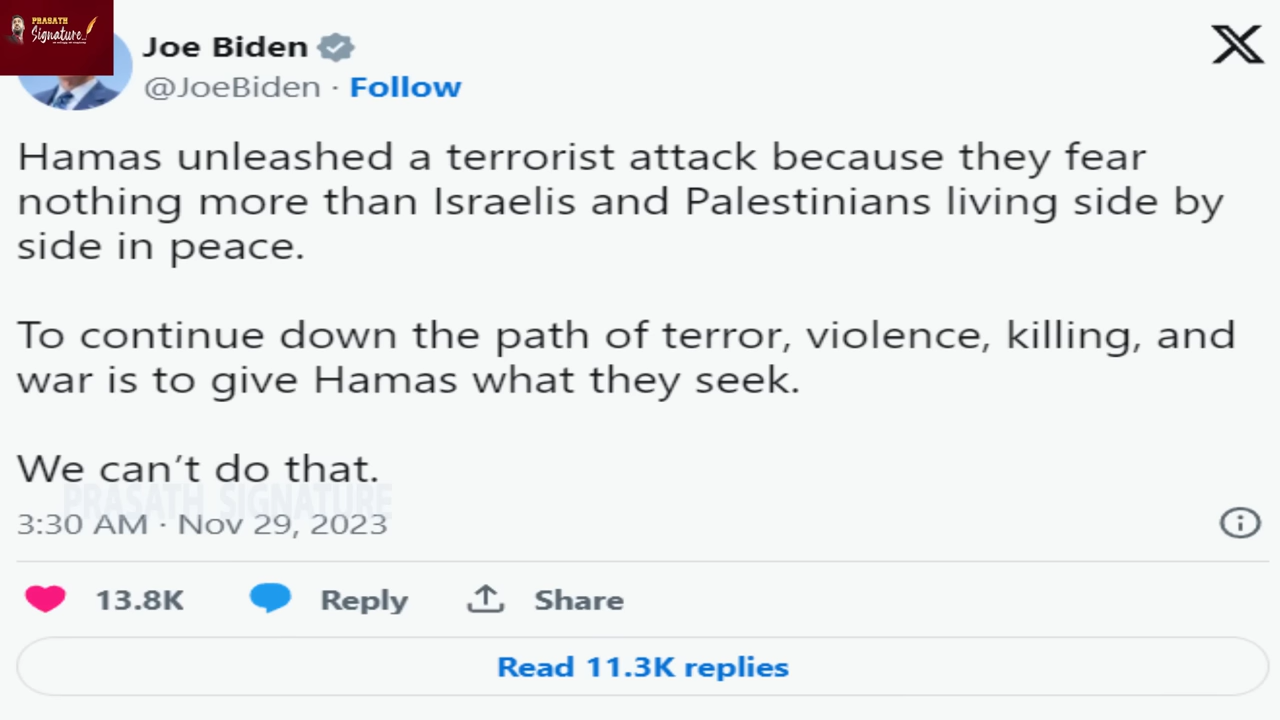 PRASATH
Signature
Joe Biden
@JoeBiden · Follow
Hamas unleashed a terrorist attack because they fear
nothing more than Israelis and Palestinians living side by
side in peace.
To continue down the path of terror, violence, killing, and
war is to give Hamas what they seek.
We can’t do that.
PRASATH SIGNATURE
3:30 AM · Nov 29, 2023
13.8K Reply Share
Read 11.3K replies